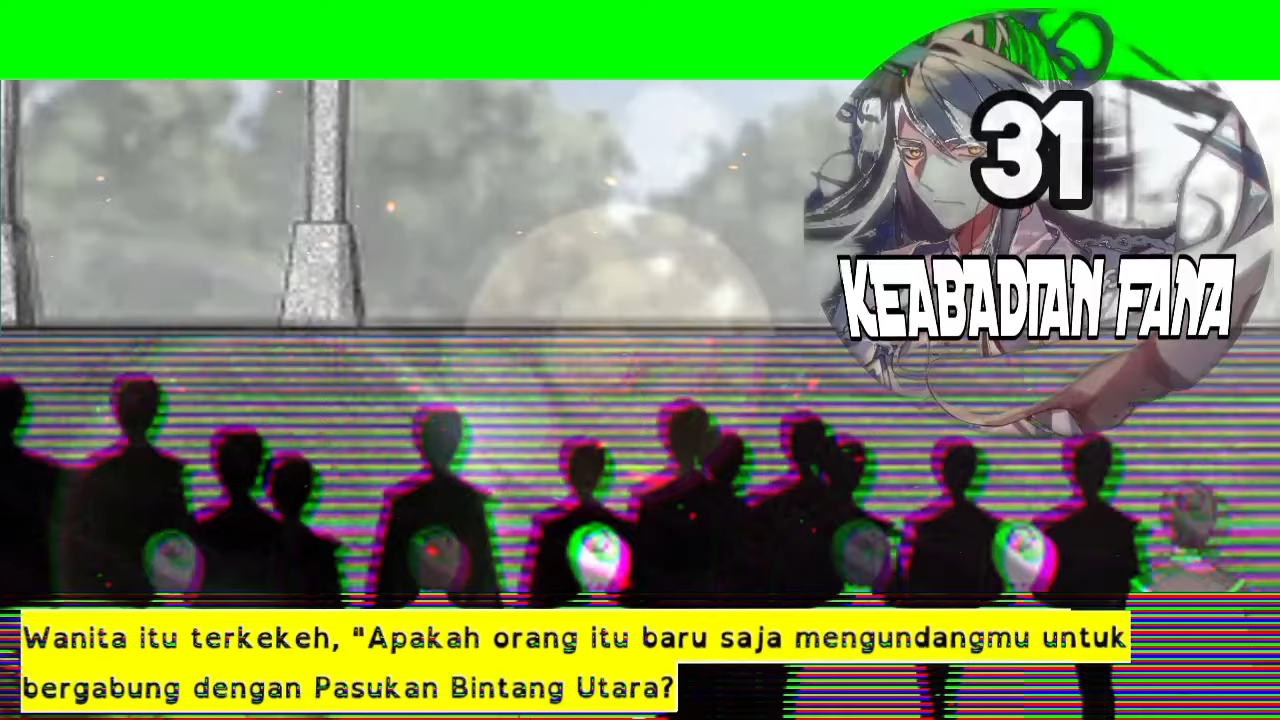 31
KEABADIAN FANA
Wanita itu terkekeh, "Apakah orang itu baru saja mengundangmu untuk
bergabung dengan Pasukan Bintang Utara?